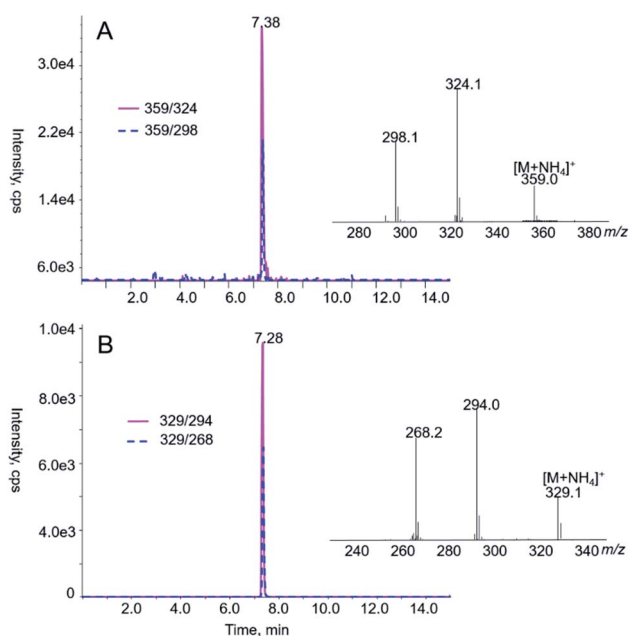 A
7.38
3.0e4
2.2e4
1.4e4
6.0e3
Intensity, cps
359/324
359/298
2.0 4.0 6.0 8.0 10.0 12.0 14.0
324.1
298.1
[M+NH₄]⁺
359.0
280 300 320 340 360 380 m/z
B
7.28
1.0e4
8.0e3
6.0e3
4.0e3
0
Intensity, cps
329/294
329/268
2.0 4.0 6.0 8.0 10.0 12.0 14.0
Time, min
294.0
268.2
[M+NH₄]⁺
329.1
240 260 280 300 320 340 m/z